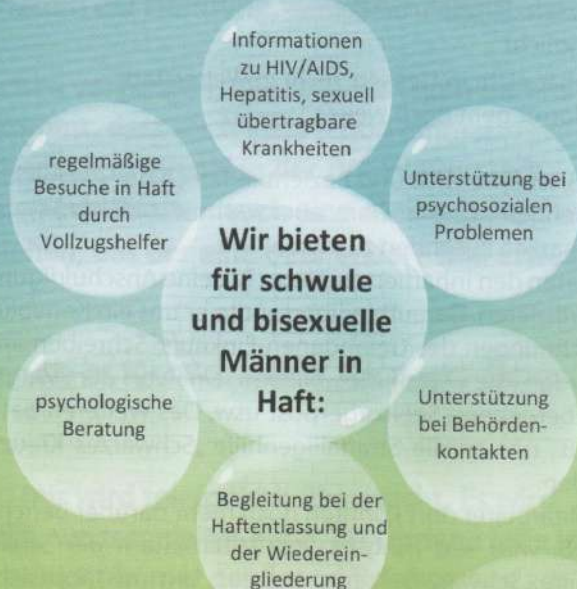 Informationen
zu HIV/AIDS,
Hepatitis, sexuell
übertragbare
Krankheiten
regelmäßige
Besuche in Haft
durch
Vollzugshelfer
Unterstützung bei
psychosozialen
Problemen
Wir bieten
für schwule
und bisexuelle
Männer in
Haft:
psychologische
Beratung
Unterstützung
bei Behörden-
kontakten
Begleitung bei der
Haftentlassung und
der Wiederein-
gliederung